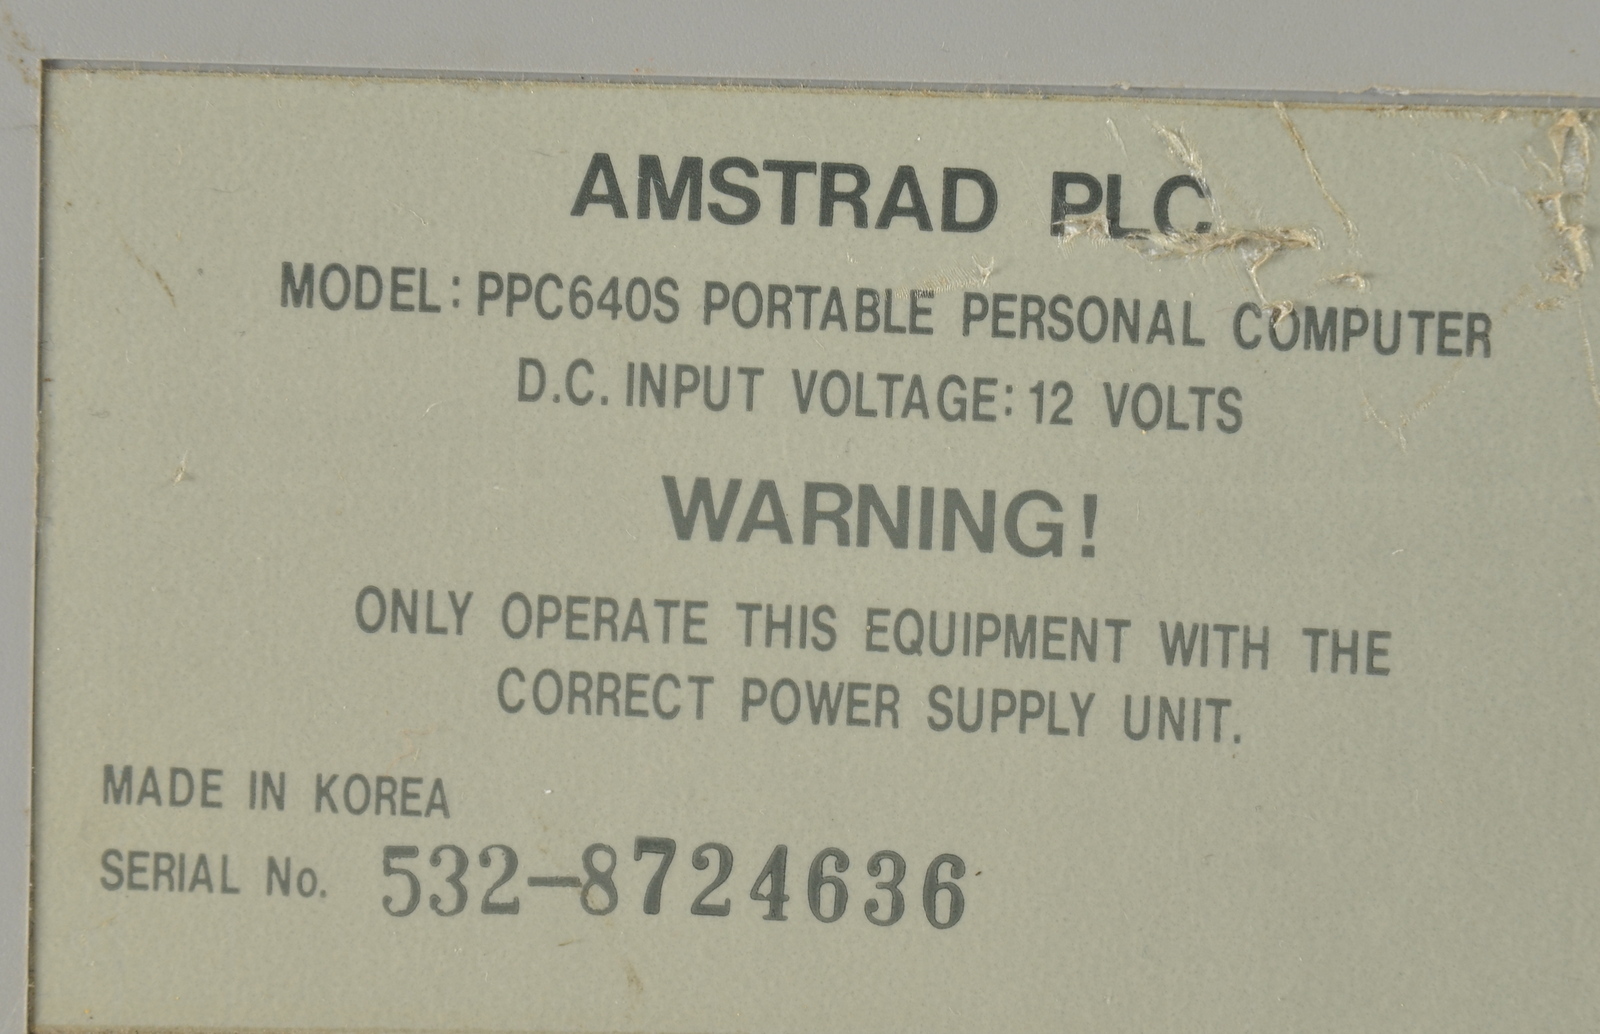 AMSTRAD PLC
MODEL: PPC640S PORTABLE PERSONAL COMPUTER
D.C. INPUT VOLTAGE: 12 VOLTS
WARNING!
ONLY OPERATE THIS EQUIPMENT WITH THE
CORRECT POWER SUPPLY UNIT.
MADE IN KOREA
SERIAL No. 532-8724636